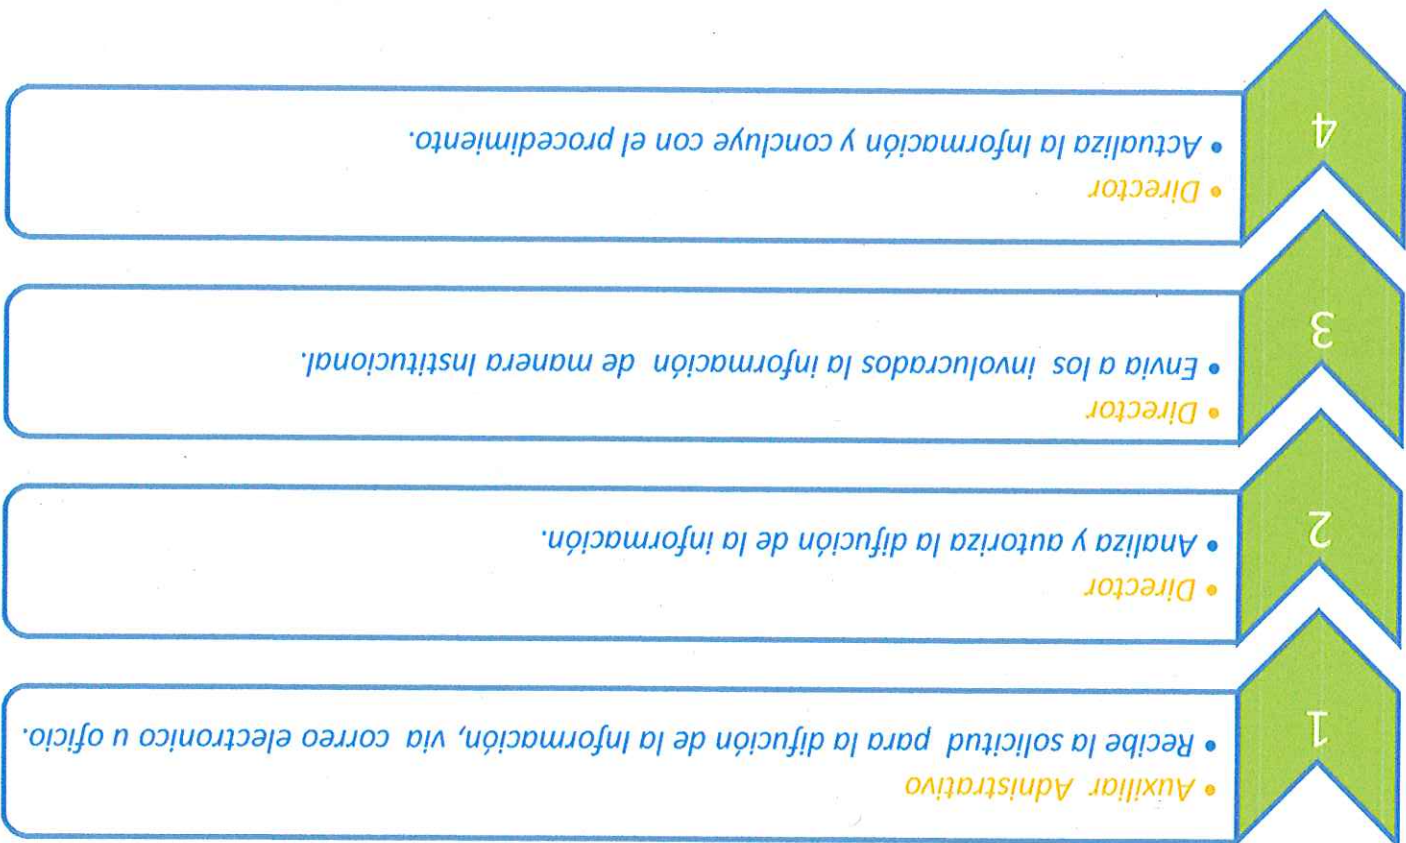 1
• Auxiliar Adnistrativo
• Recibe la solicitud para la difución de la Información, via correo electronico u oficio.
2
• Director
• Analiza y autoriza la difución de la información.
3
• Director
• Envia a los involucrados la información de manera Institucional.
4
• Director
• Actualiza la Información y concluye con el procedimiento.